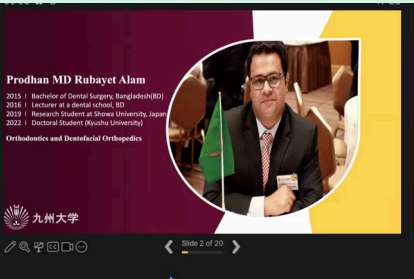 Prodhan MD Rubayet Alam
2015 | Bachelor of Dental Surgery, Bangladesh(BD)
2016 | Lecturer at a dental school, BD
2019 | Research Student at Showa University, Japan
2022 | Doctoral Student (Kyushu University)
Orthodontics and Dentofacial Orthopedics
九州大学
Slide 2 of 20